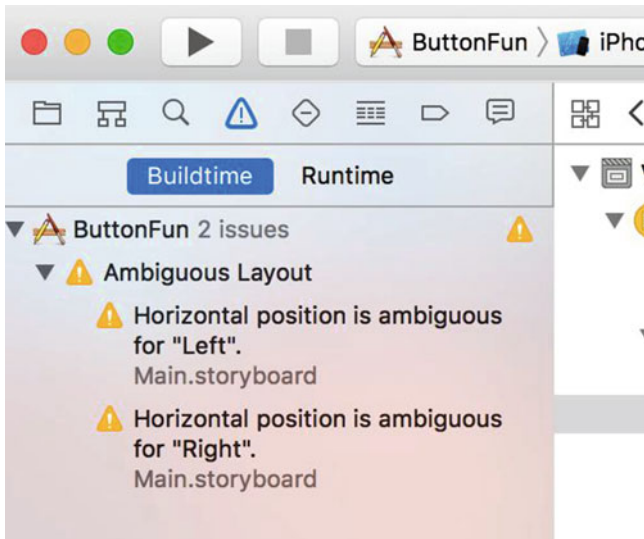 ButtonFun
Buildtime Runtime
ButtonFun 2 issues
Ambiguous Layout
Horizontal position is ambiguous
for "Left".
Main.storyboard
Horizontal position is ambiguous
for "Right".
Main.storyboard